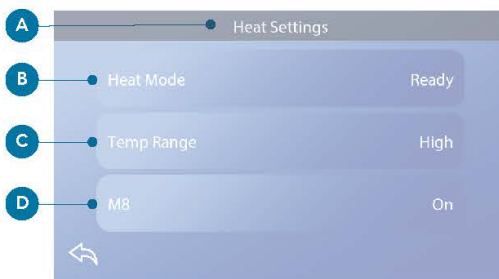 A
Heat Settings
B
Heat Mode Ready
C
Temp Range High
D
M8 On